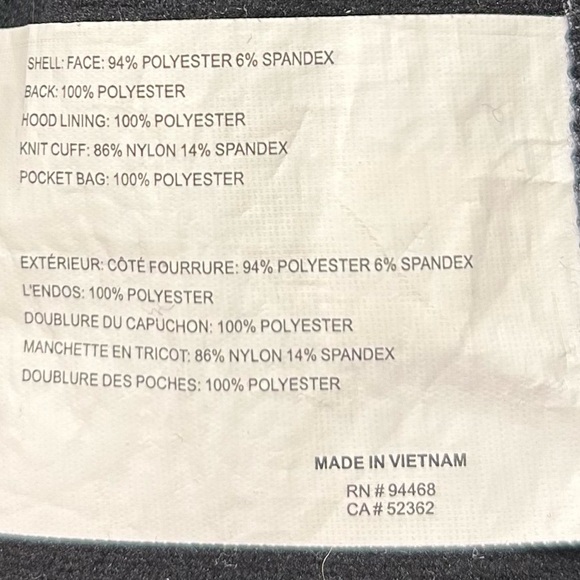 SHELL: FACE: 94% POLYESTER 6% SPANDEX
BACK: 100% POLYESTER
HOOD LINING: 100% POLYESTER
KNIT CUFF: 86% NYLON 14% SPANDEX
POCKET BAG: 100% POLYESTER
EXTÉRIEUR: CÔTÉ FOURRURE: 94% POLYESTER 6% SPANDEX
L'ENDOS: 100% POLYESTER
DOUBLURE DU CAPUCHON: 100% POLYESTER
MANCHETTE EN TRICOT: 86% NYLON 14% SPANDEX
DOUBLURE DES POCHES: 100% POLYESTER
MADE IN VIETNAM
RN # 94468
CA # 52362